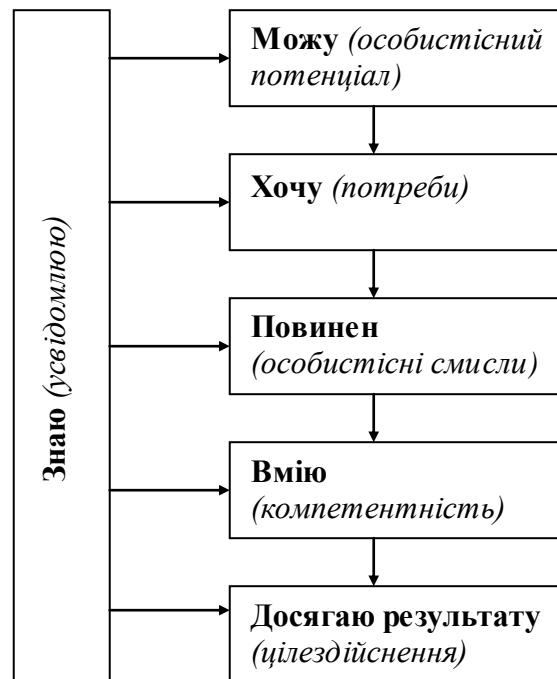 Знаю (усвідомлюю)
Можу (особистісний
потенціал)
Хочу (потреби)
Повинен
(особистісні смисли)
Вмію
(компетентність)
Досягаю результату
(цілездійснення)